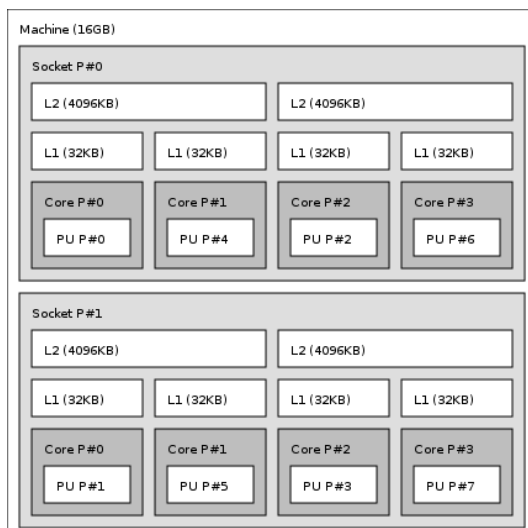 Machine (16GB)
Socket P#0
L2 (4096KB) L2 (4096KB)
L1 (32KB) L1 (32KB) L1 (32KB) L1 (32KB)
Core P#0 Core P#1 Core P#2 Core P#3
PU P#0 PU P#4 PU P#2 PU P#6
Socket P#1
L2 (4096KB) L2 (4096KB)
L1 (32KB) L1 (32KB) L1 (32KB) L1 (32KB)
Core P#0 Core P#1 Core P#2 Core P#3
PU P#1 PU P#5 PU P#3 PU P#7